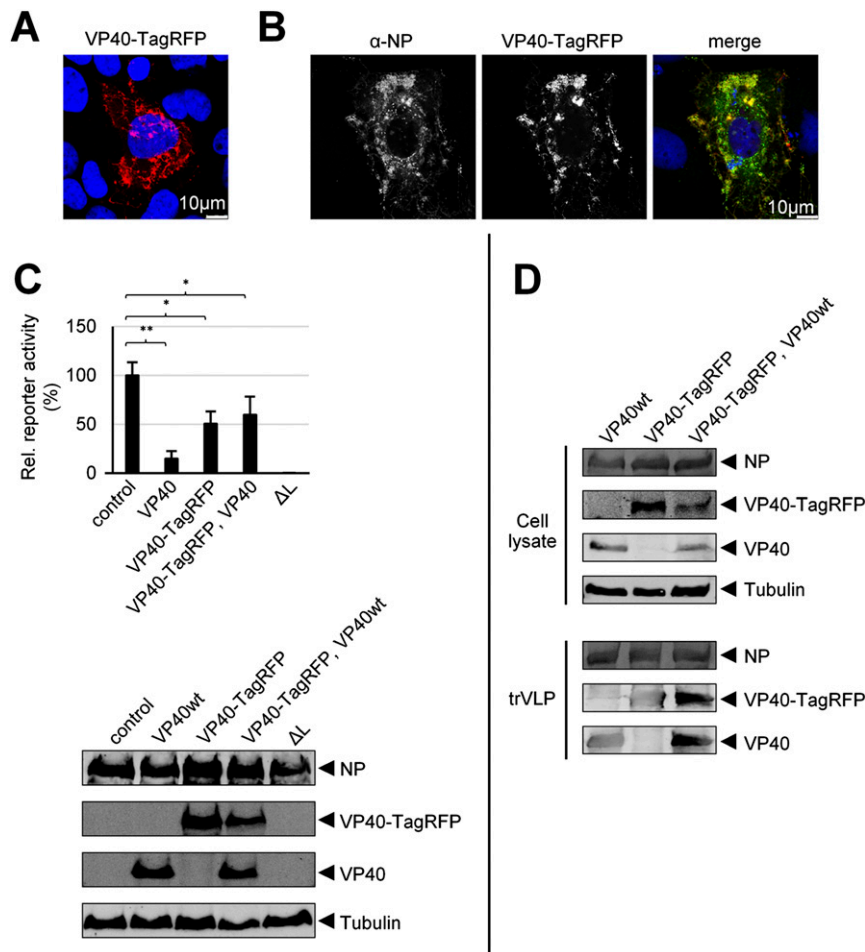 A
VP40-TagRFP
10µm
B
α-NP
VP40-TagRFP
merge
10µm
C
Rel. reporter activity
(%)
150
100
50
0
*
*
**
control
VP40
VP40-TagRFP
VP40-TagRFP, VP40
ΔL
control
VP40wt
VP40-TagRFP
VP40-TagRFP, VP40wt
ΔL
NP
VP40-TagRFP
VP40
Tubulin
D
VP40wt
VP40-TagRFP
VP40-TagRFP, VP40wt
Cell
lysate
NP
VP40-TagRFP
VP40
Tubulin
trVLP
NP
VP40-TagRFP
VP40